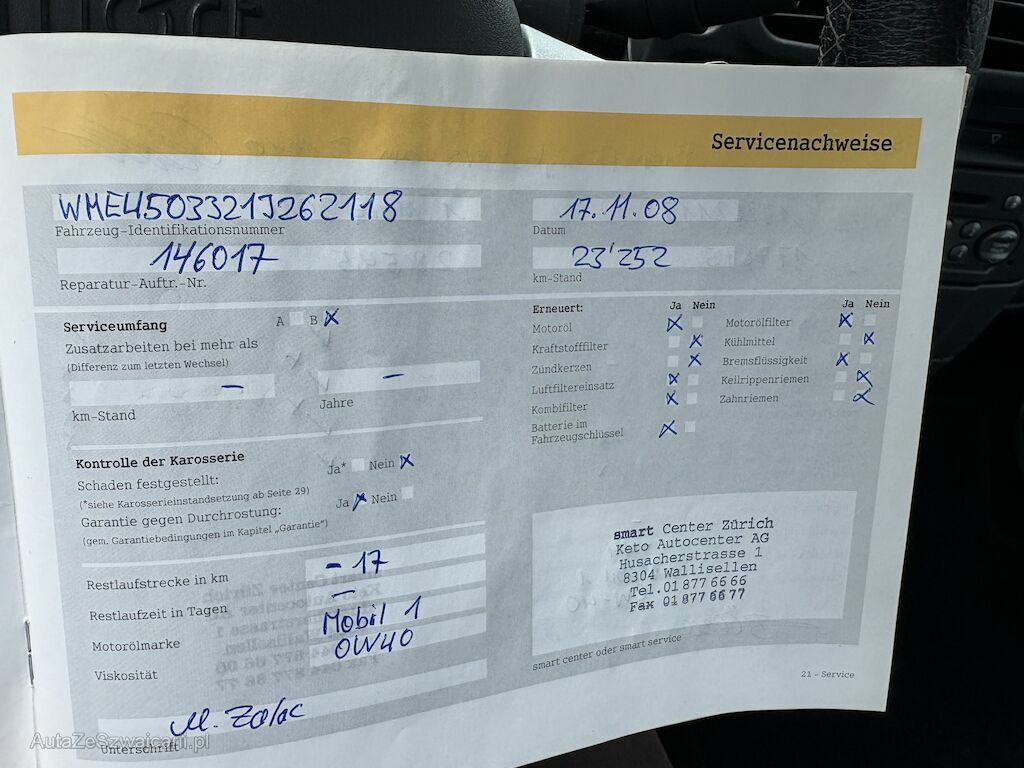 Servicenachweise
WME4503321J262118
Fahrzeug-Identifikationsnummer
17.11.08
Datum
146017
Reparatur-Auftr.-Nr.
23'252
km-Stand
Serviceumfang
A B X
Zusatzarbeiten bei mehr als
(Differenz zum letzten Wechsel)
– –
km-Stand Jahre
Kontrolle der Karosserie
Schaden festgestellt: Ja* Nein X
(*siehe Karosserieinstandsetzung ab Seite 29)
Garantie gegen Durchrostung: Ja X Nein
(gem. Garantiebedingungen im Kapitel „Garantie")
Restlaufstrecke in km - 17
Restlaufzeit in Tagen –
Motorölmarke Mobil 1
Viskosität 0W40
Unterschrift
Erneuert: Ja Nein
Motoröl X
Kraftstofffilter X
Zündkerzen X
Luftfiltereinsatz X
Kombifilter X
Batterie im
Fahrzeugschlüssel X
Ja Nein
Motorölfilter X
Kühlmittel X
Bremsflüssigkeit X
Keilrippenriemen X
Zahnriemen X
smart Center Zürich
Keto Autocenter AG
Husacherstrasse 1
8304 Wallisellen
Tel. 01 877 66 66
Fax 01 877 66 77
smart center oder smart service
21 - Service
AutaZeSzwajcarii.pl